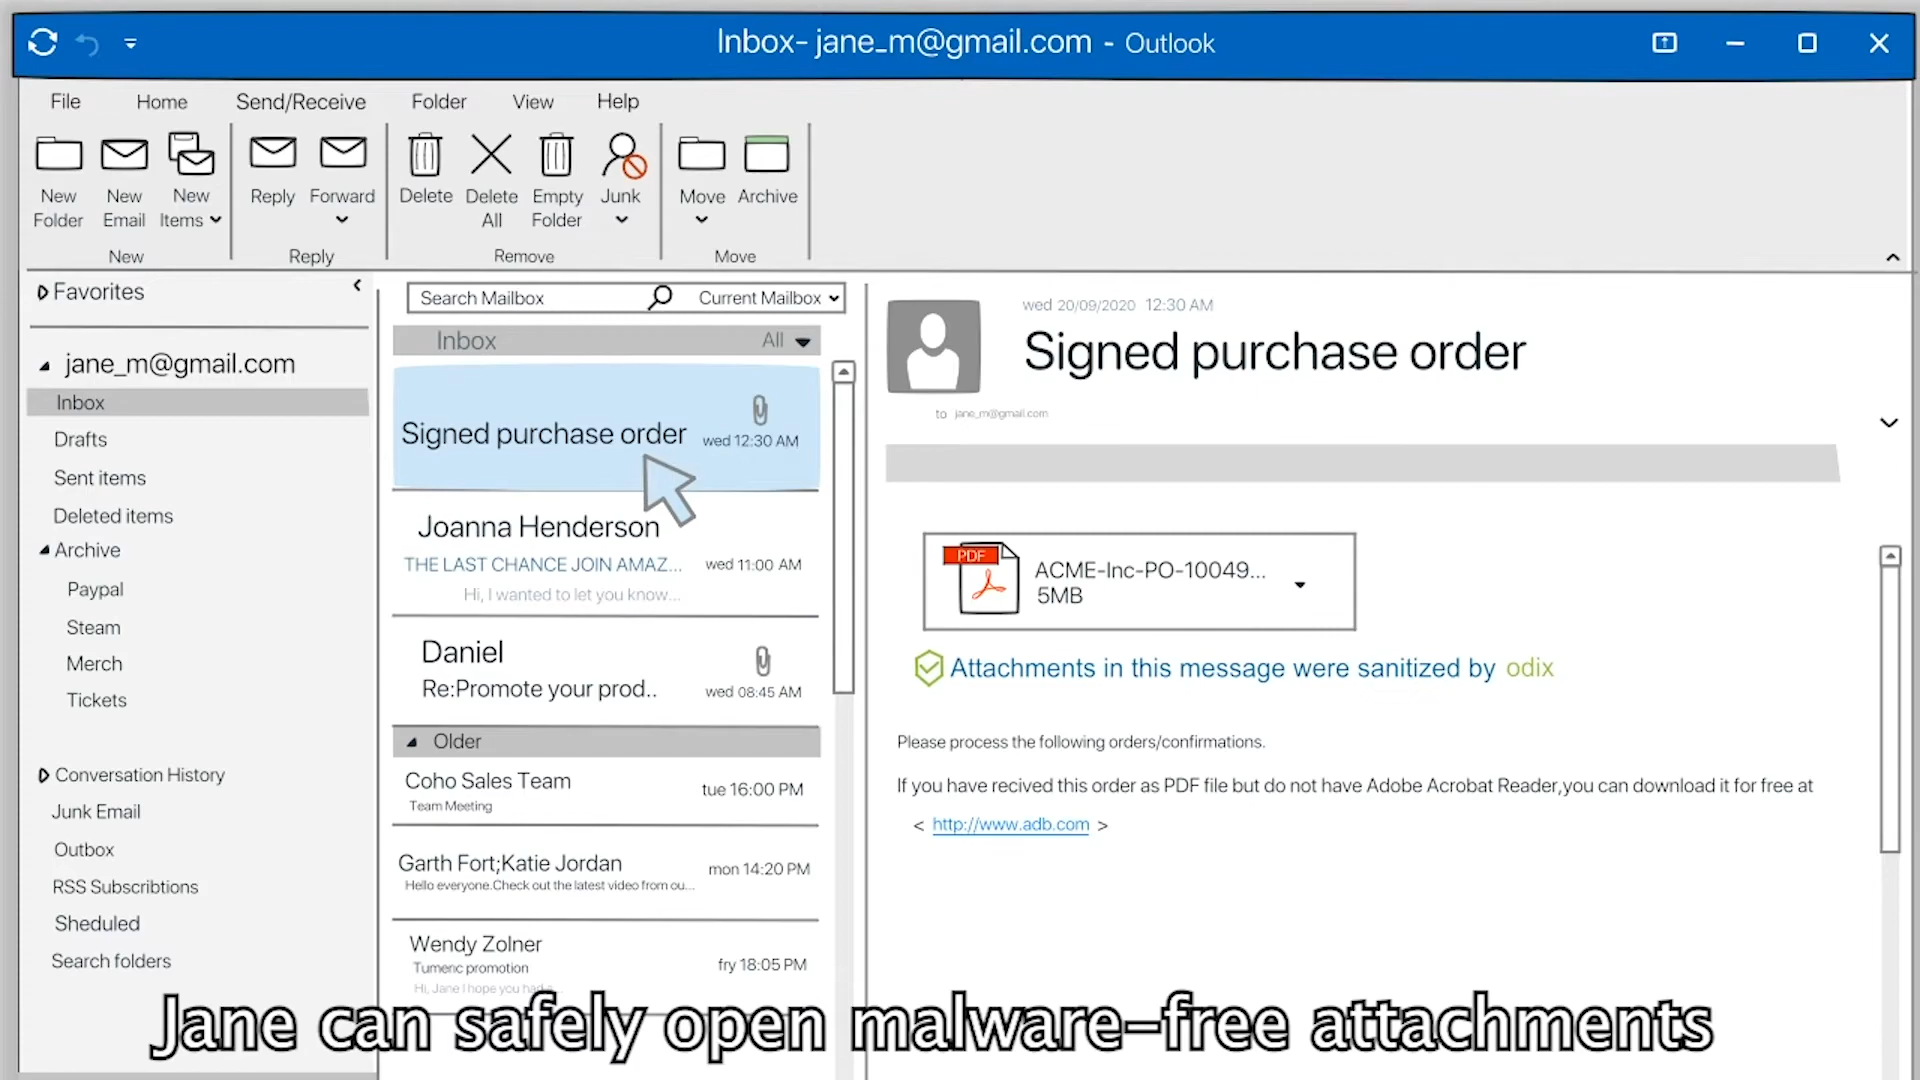 Inbox- jane_m@gmail.com - Outlook
File Home Send/Receive Folder View Help
New Folder
New Email
New Items
Reply
Forward
Delete
Delete All
Empty Folder
Junk
Move
Archive
New
Reply
Remove
Move
Favorites
jane_m@gmail.com
Inbox
Drafts
Sent items
Deleted items
Archive
Paypal
Steam
Merch
Tickets
Conversation History
Junk Email
Outbox
RSS Subscribtions
Sheduled
Search folders
Search Mailbox Current Mailbox
Inbox All
Signed purchase order wed 12:30 AM
Joanna Henderson
THE LAST CHANCE JOIN AMAZ... wed 11:00 AM
Hi, I wanted to let you know...
Daniel
Re:Promote your prod.. wed 08:45 AM
Older
Coho Sales Team tue 16:00 PM
Team Meeting
Garth Fort;Katie Jordan mon 14:20 PM
Hello everyone.Check out the latest video from ou...
Wendy Zolner
Tumeric promotion fry 18:05 PM
Hi, Jane I hope you had a...
wed 20/09/2020 12:30 AM
Signed purchase order
to jane_m@gmail.com
PDF
ACME-Inc-PO-10049...
5MB
Attachments in this message were sanitized by odix
Please process the following orders/confirmations.
If you have recived this order as PDF file but do not have Adobe Acrobat Reader,you can download it for free at
< http://www.adb.com >
Jane can safely open malware-free attachments